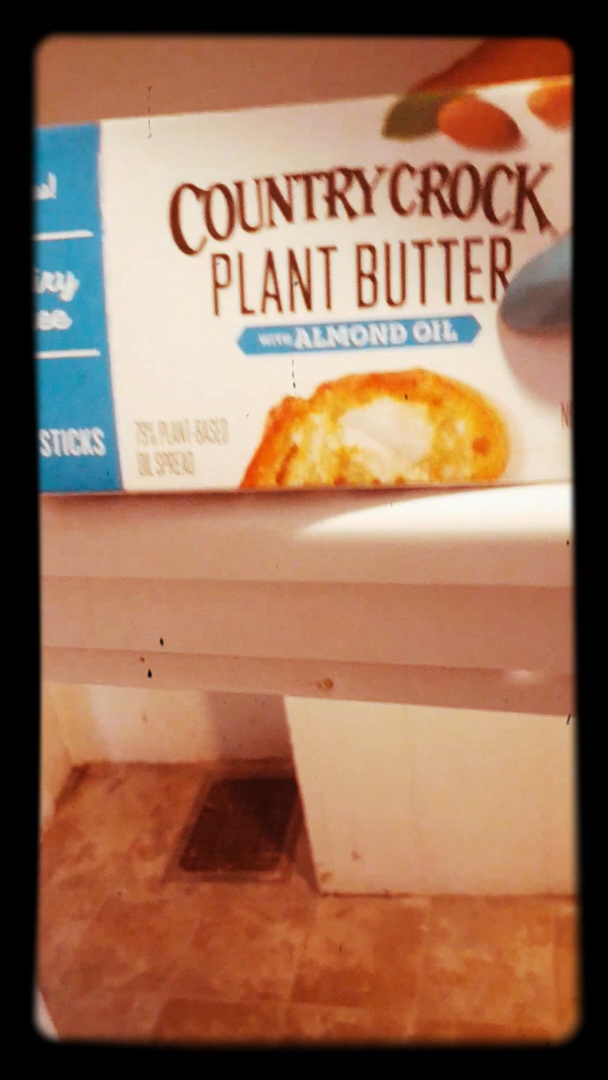 COUNTRY CROCK
PLANT BUTTER
WITH ALMOND OIL
79% PLANT-BASED
OIL SPREAD
STICKS